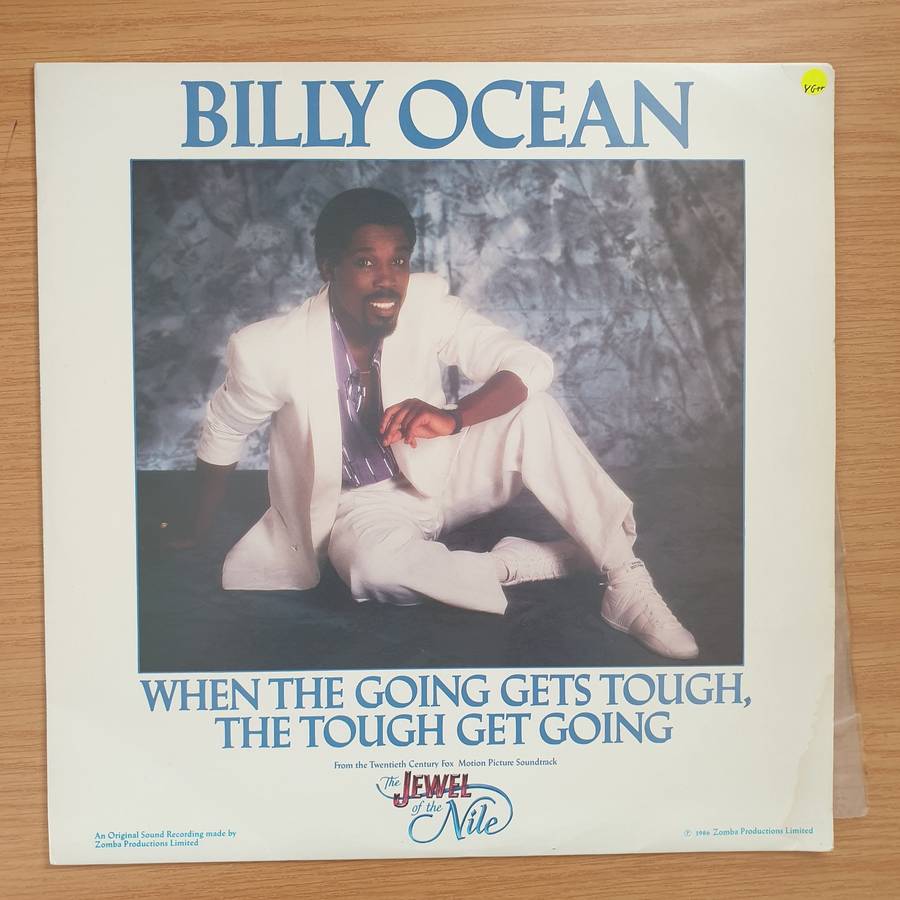 VG++
BILLY OCEAN
WHEN THE GOING GETS TOUGH,
THE TOUGH GET GOING
From the Twentieth Century Fox Motion Picture Soundtrack
The JEWEL
of the
Nile
An Original Sound Recording made by
Zomba Productions Limited
℗ 1986 Zomba Productions Limited